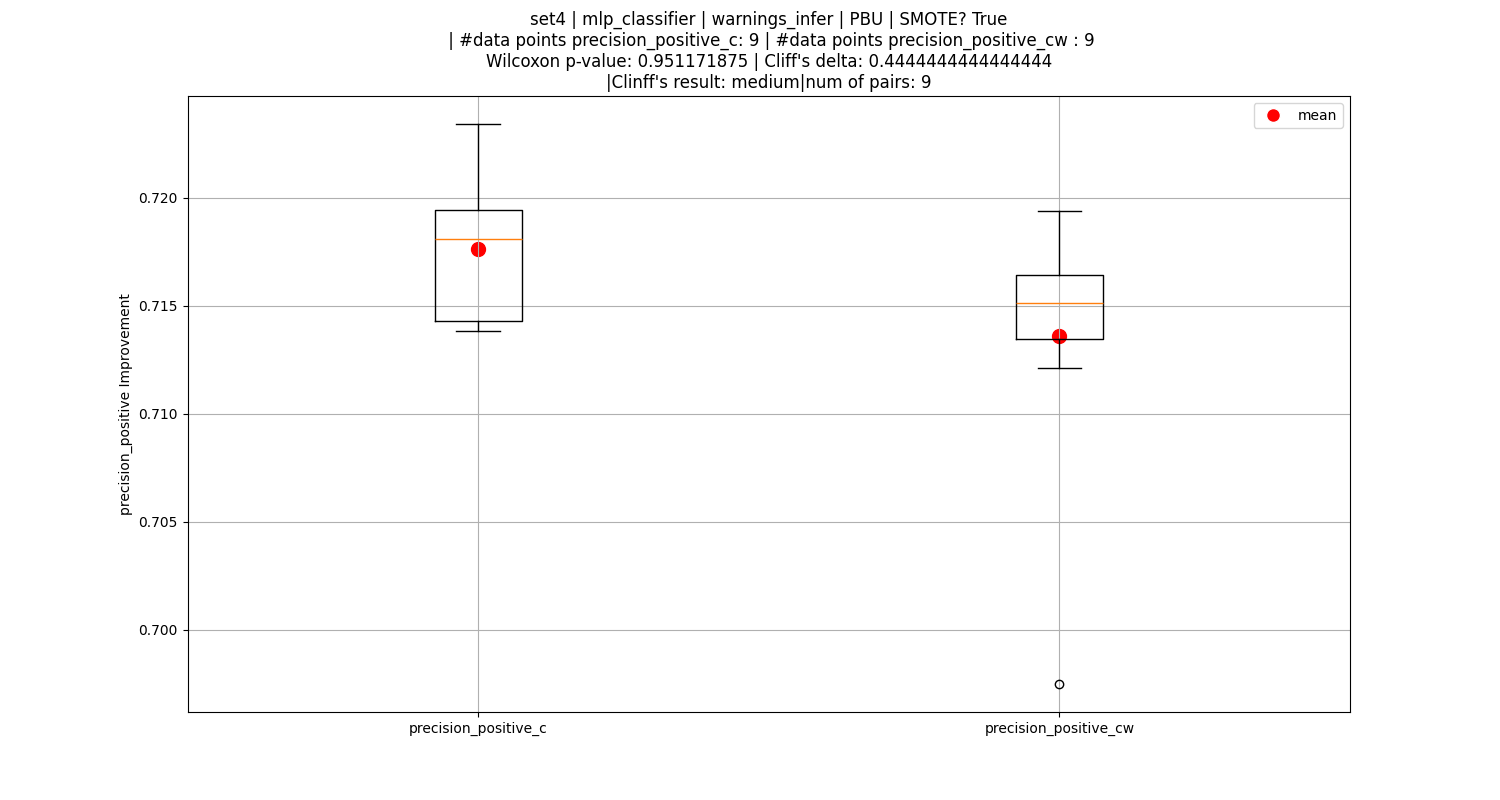 set4 | mlp_classifier | warnings_infer | PBU | SMOTE? True
| #data points precision_positive_c: 9 | #data points precision_positive_cw : 9
Wilcoxon p-value: 0.951171875 | Cliff's delta: 0.4444444444444444
|Clinff's result: medium|num of pairs: 9
mean
0.720
0.715
0.710
0.705
0.700
precision_positive Improvement
precision_positive_c
precision_positive_cw